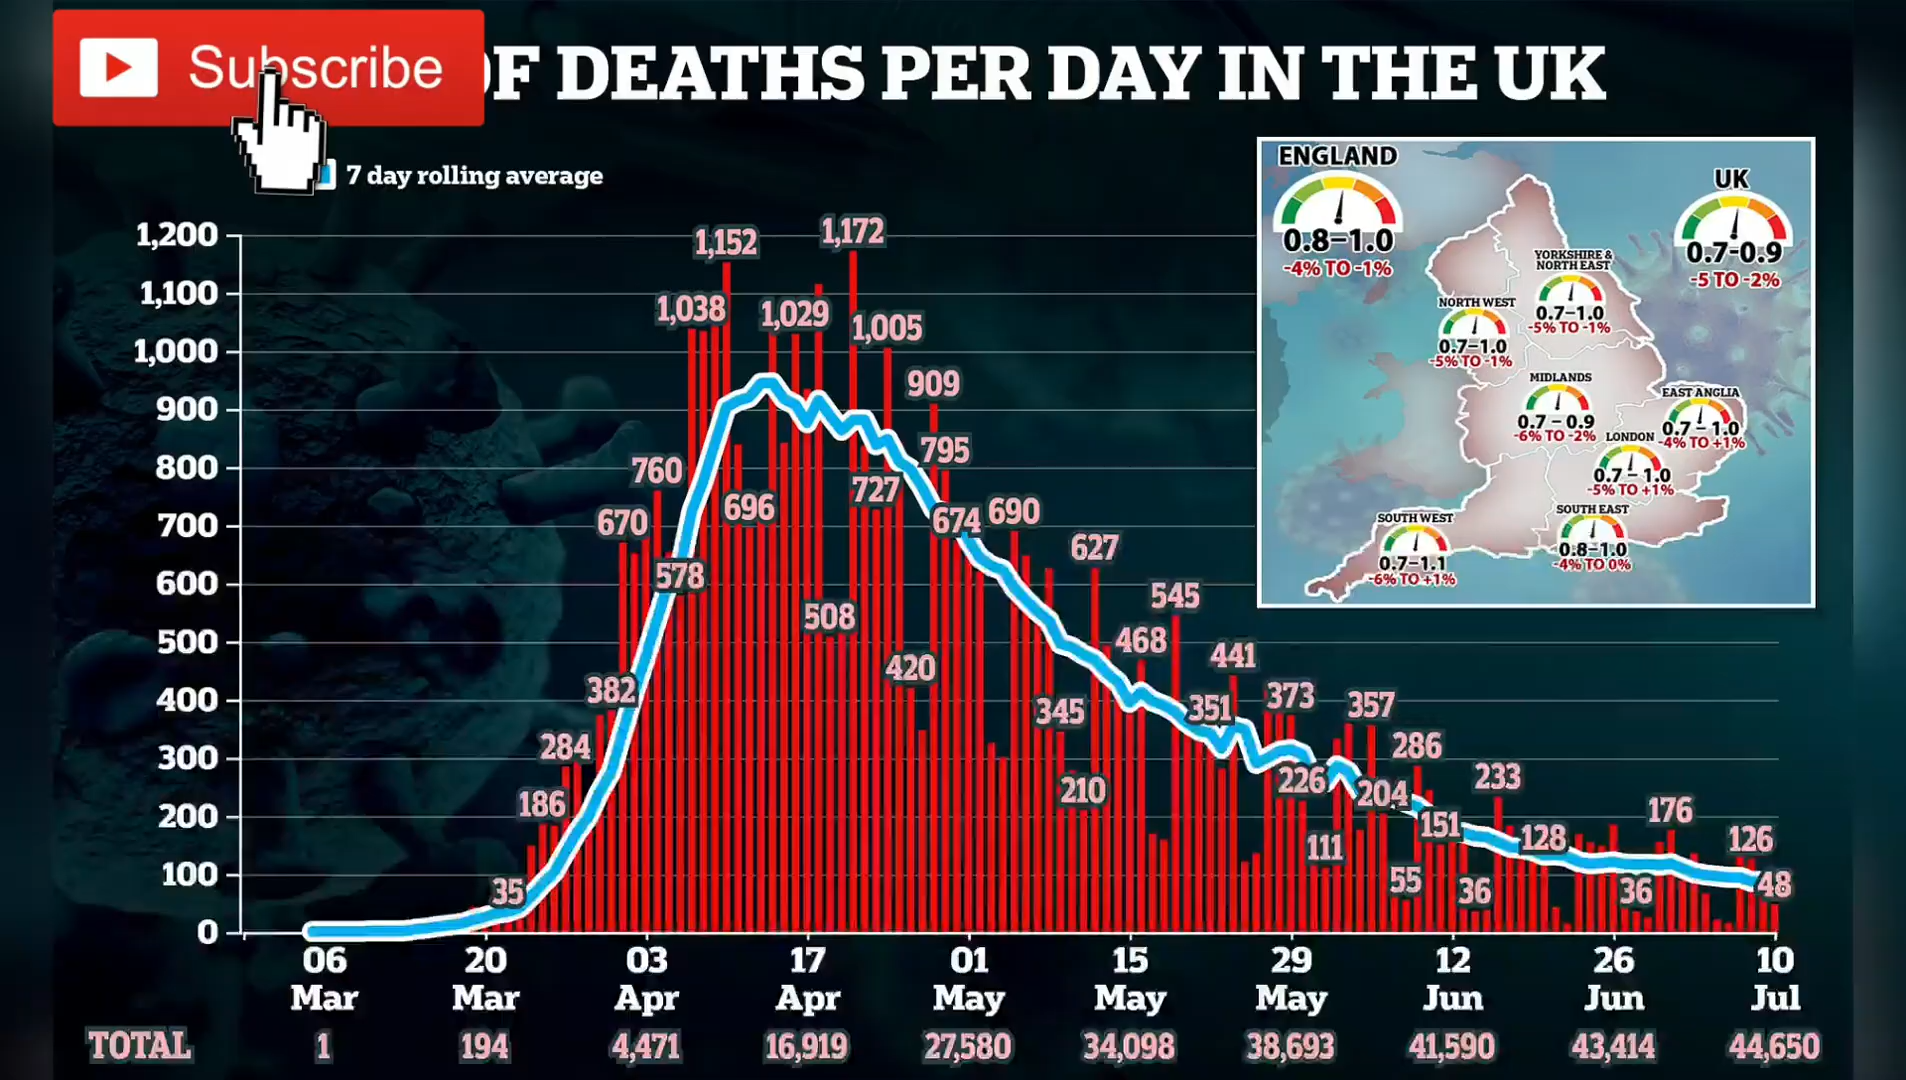 Subscribe
OF DEATHS PER DAY IN THE UK
7 day rolling average
ENGLAND
0.8–1.0
-4% TO -1%
UK
0.7–0.9
-5 TO -2%
YORKSHIRE &
NORTH EAST
0.7–1.0
-5% TO -1%
NORTH WEST
0.7–1.0
-5% TO -1%
MIDLANDS
0.7 – 0.9
-6% TO -2%
EAST ANGLIA
0.7 – 1.0
-4% TO +1%
LONDON
0.7 – 1.0
-5% TO +1%
SOUTH EAST
0.8–1.0
-4% TO 0%
SOUTH WEST
0.7–1.1
-6% TO +1%
1,200
1,100
1,000
900
800
700
600
500
400
300
200
100
0
35
186
284
382
670
760
578
1,038
1,152
696
1,029
508
1,172
727
1,005
420
909
795
674
690
345
210
627
468
545
351
441
373
226
111
357
204
55
286
151
36
233
128
36
176
126
48
06 Mar
20 Mar
03 Apr
17 Apr
01 May
15 May
29 May
12 Jun
26 Jun
10 Jul
TOTAL 1 194 4,471 16,919 27,580 34,098 38,693 41,590 43,414 44,650